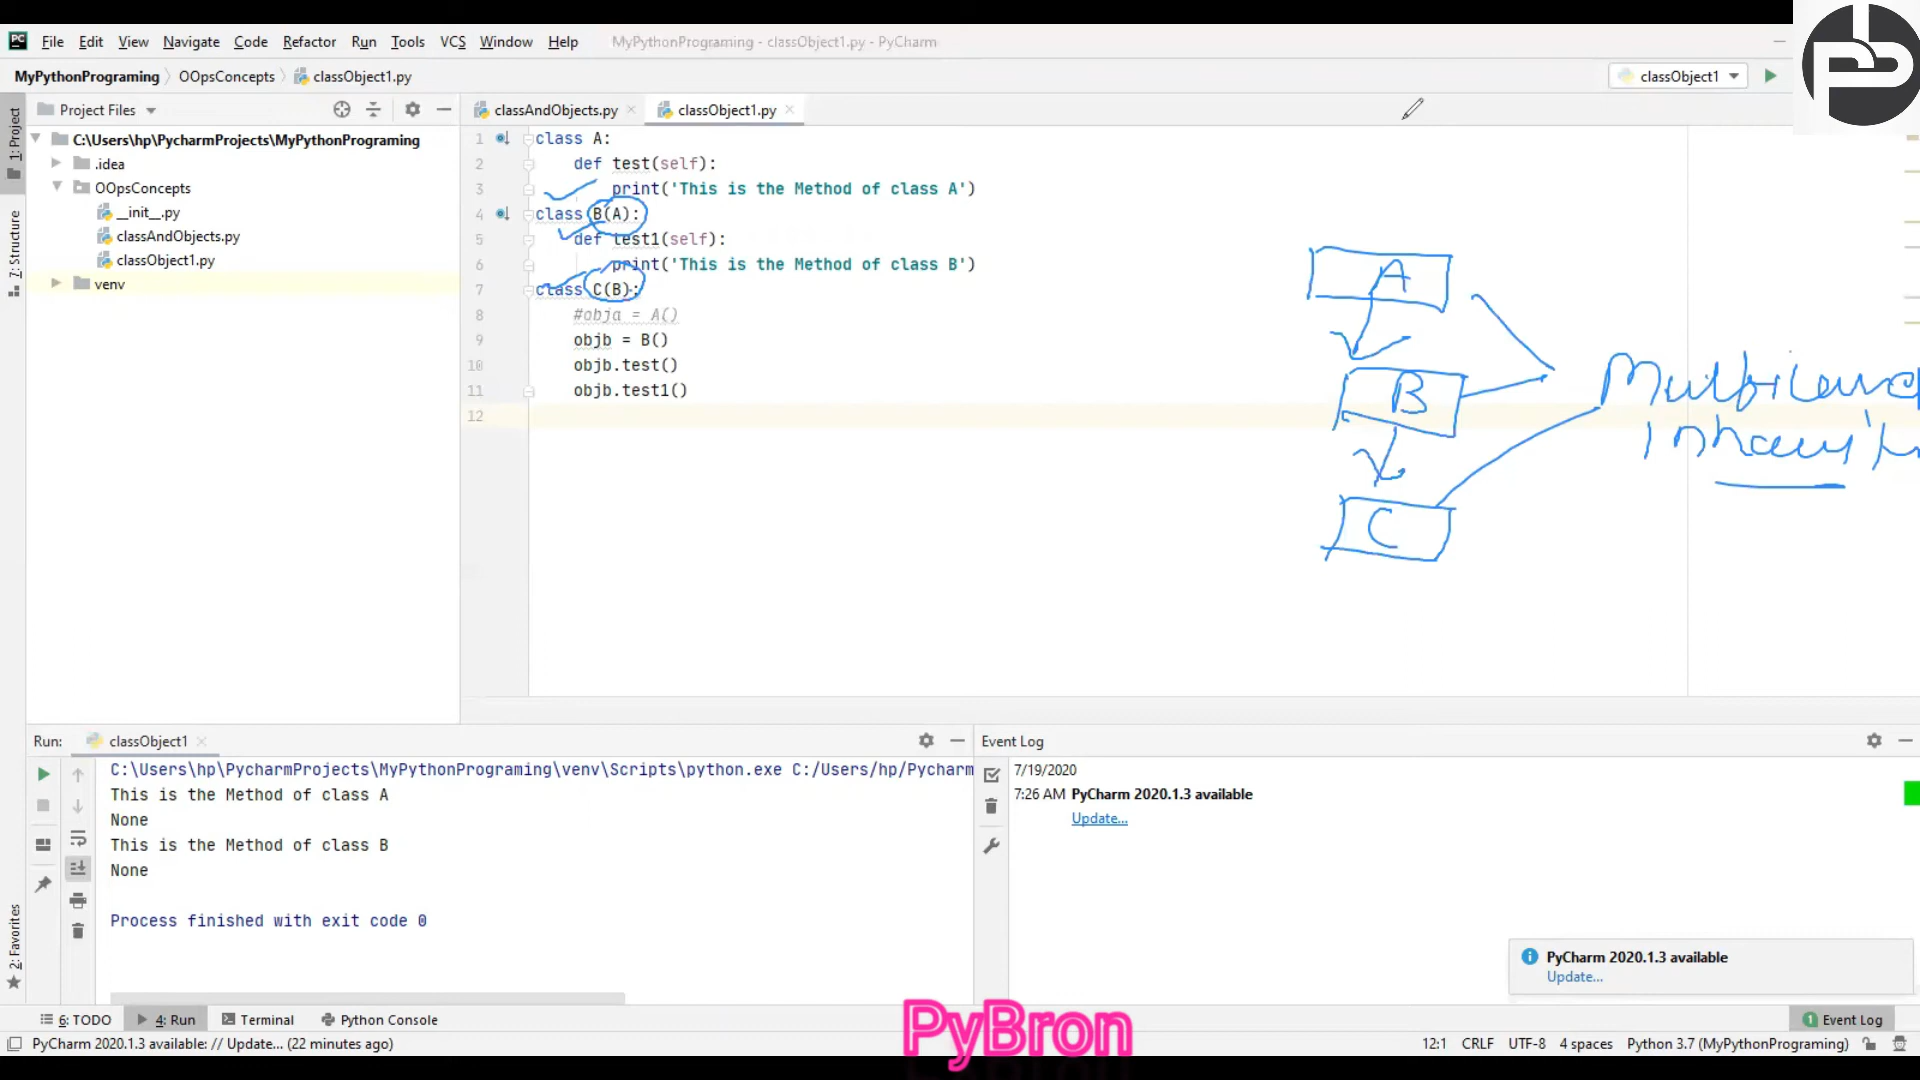 File Edit View Navigate Code Refactor Run Tools VCS Window Help MyPythonPrograming - classObject1.py - PyCharm
MyPythonPrograming OOpsConcepts classObject1.py classObject1
Project Files classAndObjects.py classObject1.py
1: Project
7: Structure
2: Favorites
C:\Users\hp\PycharmProjects\MyPythonPrograming
.idea
OOpsConcepts
__init__.py
classAndObjects.py
classObject1.py
venv
1 class A:
2 def test(self):
3 print('This is the Method of class A')
4 class B(A):
5 def test1(self):
6 print('This is the Method of class B')
7 class C(B):
8 #obja = A()
9 objb = B()
10 objb.test()
11 objb.test1()
12
A
B
C
Run: classObject1
C:\Users\hp\PycharmProjects\MyPythonPrograming\venv\Scripts\python.exe C:/Users/hp/Pycharm
This is the Method of class A
None
This is the Method of class B
None
Process finished with exit code 0
Event Log
7/19/2020
7:26 AM PyCharm 2020.1.3 available
Update...
PyCharm 2020.1.3 available
Update...
6: TODO 4: Run Terminal Python Console 1 Event Log
PyBron
PyCharm 2020.1.3 available: // Update... (22 minutes ago) 12:1 CRLF UTF-8 4 spaces Python 3.7 (MyPythonPrograming)